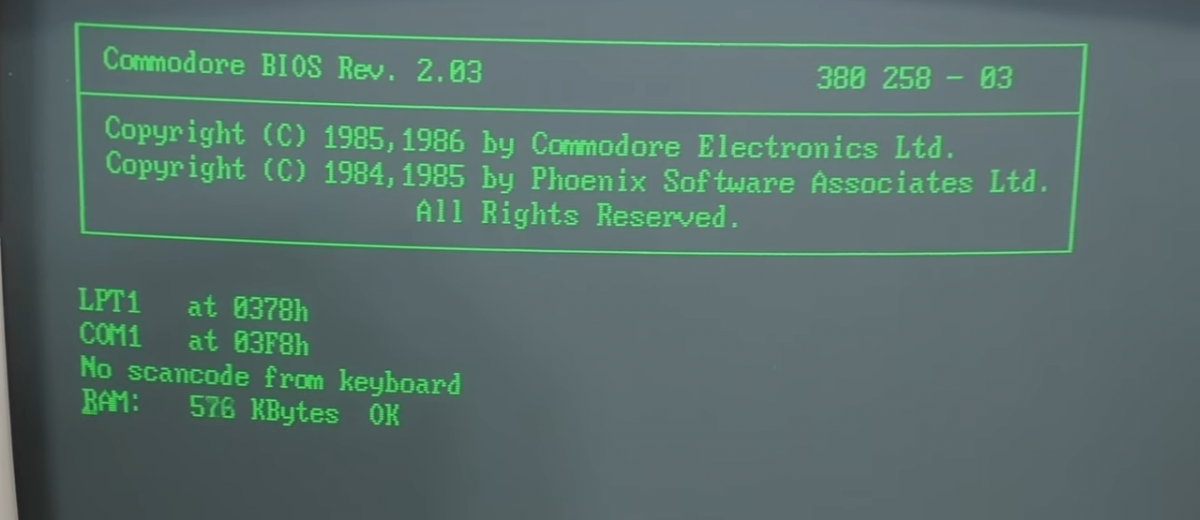 Commodore BIOS Rev. 2.03 380 258 - 03
Copyright (C) 1985,1986 by Commodore Electronics Ltd.
Copyright (C) 1984,1985 by Phoenix Software Associates Ltd.
All Rights Reserved.
LPT1 at 0378h
COM1 at 03F8h
No scancode from keyboard
RAM: 576 KBytes OK